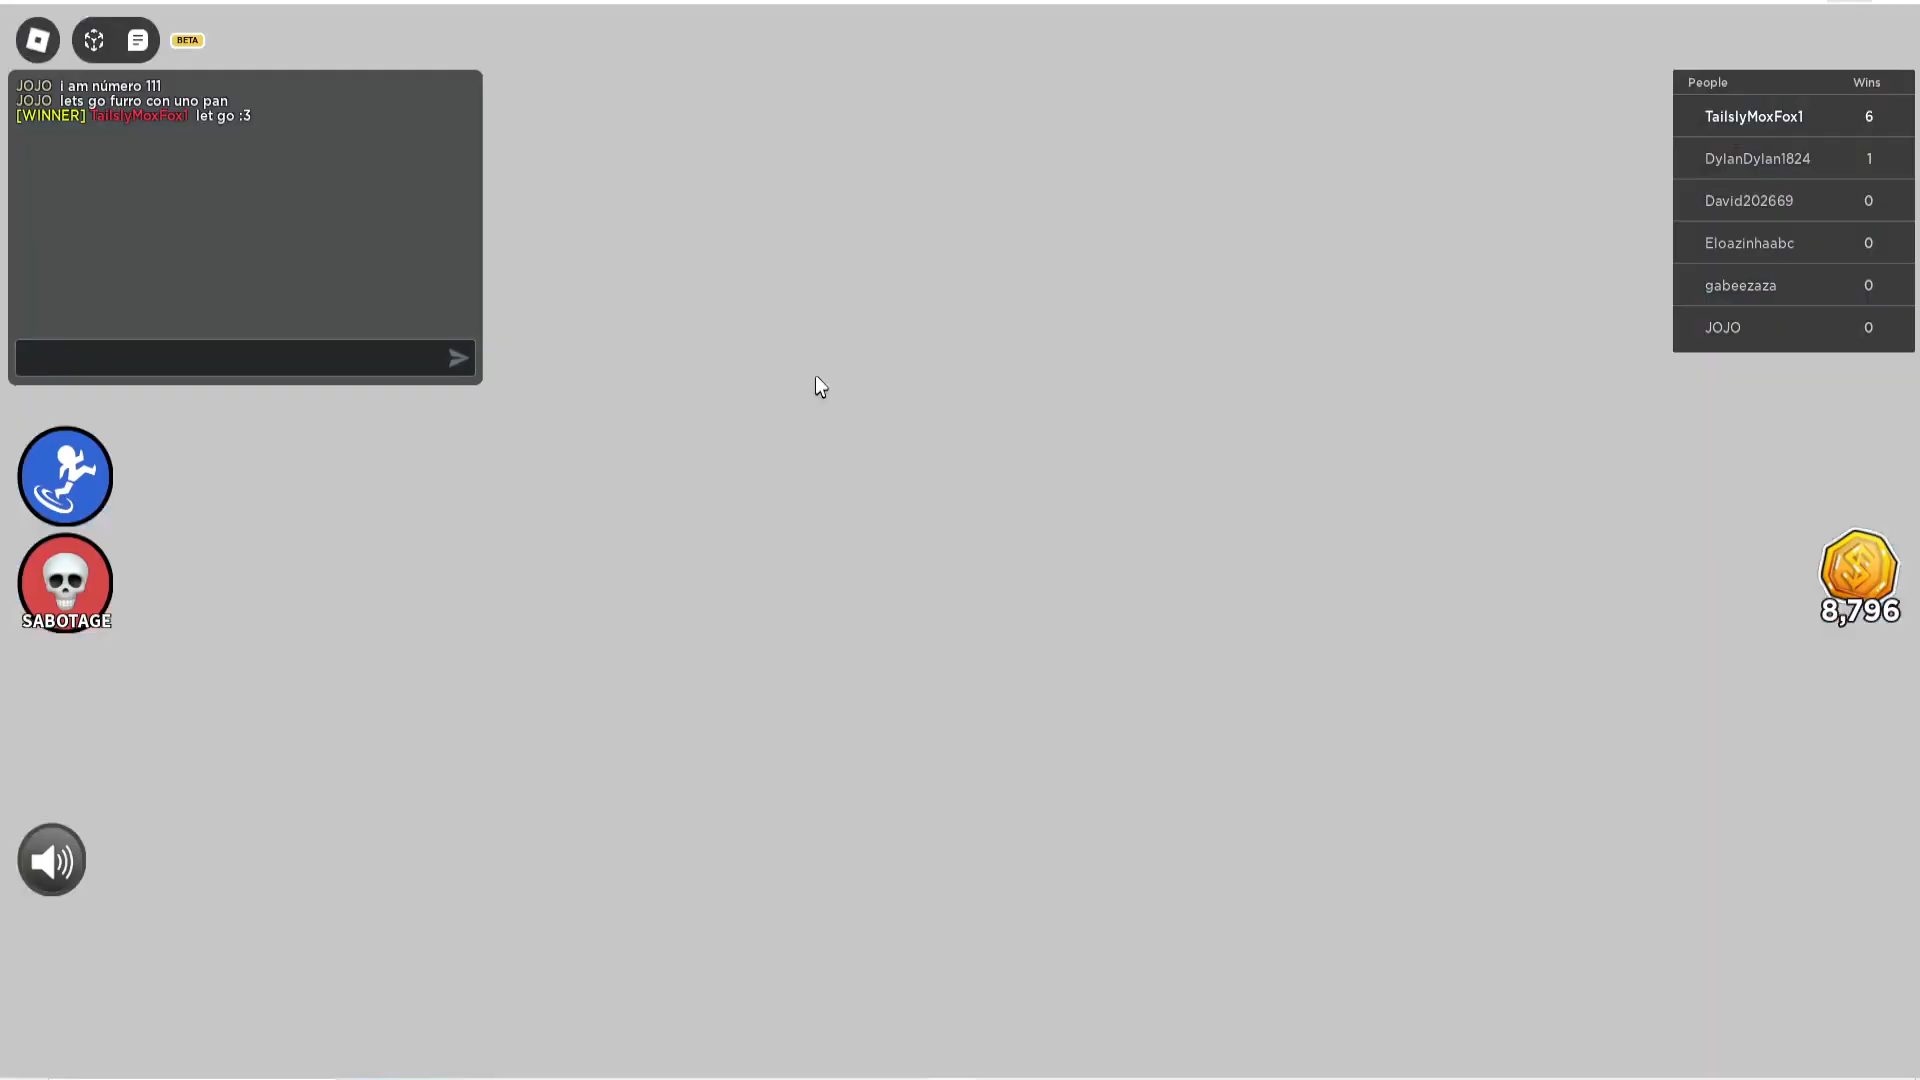 BETA
JOJO I am número 111
JOJO lets go furro con uno pan
[WINNER] TailslyMoxFox1 let go :3
People Wins
TailslyMoxFox1 6
DylanDylan1824 1
David202669 0
Eloazinhaabc 0
gabeezaza 0
JOJO 0
SABOTAGE
8,796